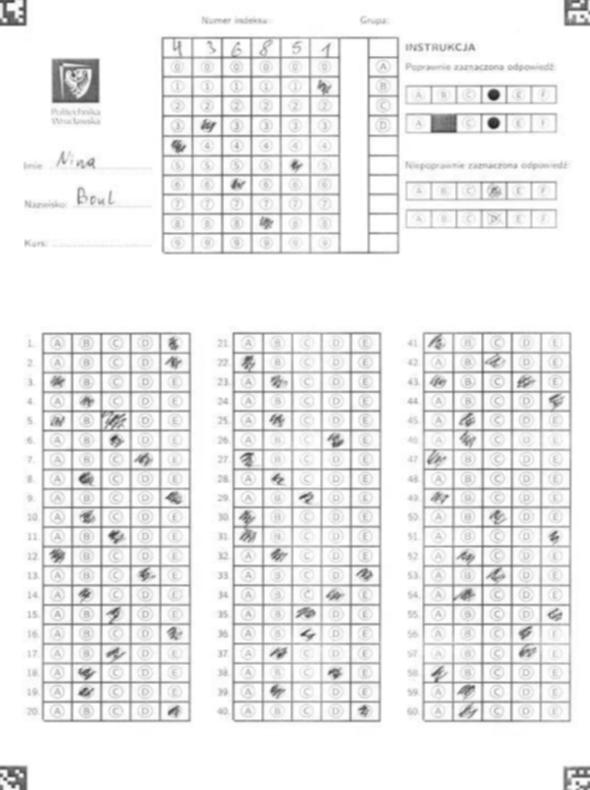 Numer indeksu: Grupa:
4 3 6 8 5 1
0 0 0 0 0 0 A
1 1 1 1 1 B
2 2 2 2 2 2 C
3 3 3 3 3 D
4 4 4 4 4
5 5 5 5 5
6 6 6 6 6
7 7 7 7 7 7
8 8 8 8 8
9 9 9 9 9 9
Politechnika
Wrocławska
Imię: Nina
Nazwisko: Boul
Kurs:
INSTRUKCJA
Poprawnie zaznaczona odpowiedź:
A B C E F
A C E F
Niepoprawnie zaznaczona odpowiedź:
A B C D E F
A B C D E F
1. A B C D
2. A B C D
3. B C D E
4. A C D E
5. B D E
6. A B D E
7. A B C E
8. A C D E
9. A B C D
10. A C D E
11. A B D E
12. B C D E
13. A B C E
14. A C D E
15. A B D E
16. A B C D
17. A B D E
18. A C D E
19. A C D E
20. A B C D
21. A B C D E
22. B C D E
23. A C D E
24. A B C D E
25. A C D E
26. A B C E
27. B C D E
28. A C D E
29. A B D E
30. B C D E
31. B C D E
32. A C D E
33. A B C D
34. A B C E
35. A B D E
36. A B D E
37. A C D E
38. A B C E
39. A C D E
40. A B C D
41. B C D E
42. A B D E
43. B C E
44. A B C D
45. A C D E
46. A C D E
47. B C D E
48. A B C D E
49. B C D E
50. A B D E
51. A B C D
52. A C D E
53. A B D E
54. A C D E
55. A B C D
56. A B C E
57. A B C E
58. B C D E
59. A C D E
60. A C D E